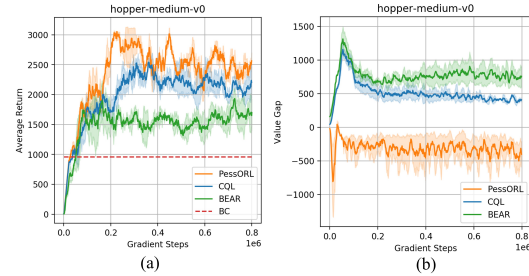 hopper-medium-v0
Average Return
3000
2500
2000
1500
1000
500
0
PessORL
CQL
BEAR
BC
0.0 0.2 0.4 0.6 0.8
1e6
Gradient Steps
(a)
hopper-medium-v0
Value Gap
1500
1000
500
0
−500
−1000
PessORL
CQL
BEAR
0.0 0.2 0.4 0.6 0.8
1e6
Gradient Steps
(b)